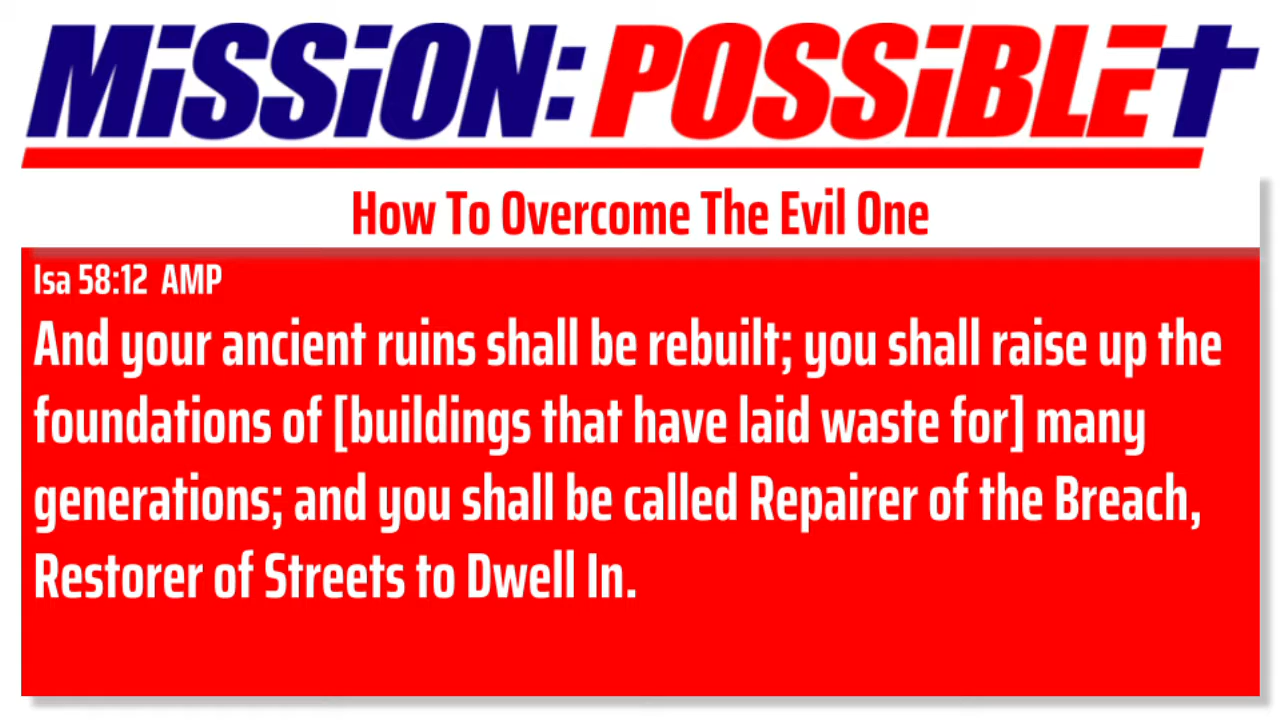 MiSSiON: POSSiBLE
How To Overcome The Evil One
Isa 58:12 AMP
And your ancient ruins shall be rebuilt; you shall raise up the
foundations of [buildings that have laid waste for] many
generations; and you shall be called Repairer of the Breach,
Restorer of Streets to Dwell In.